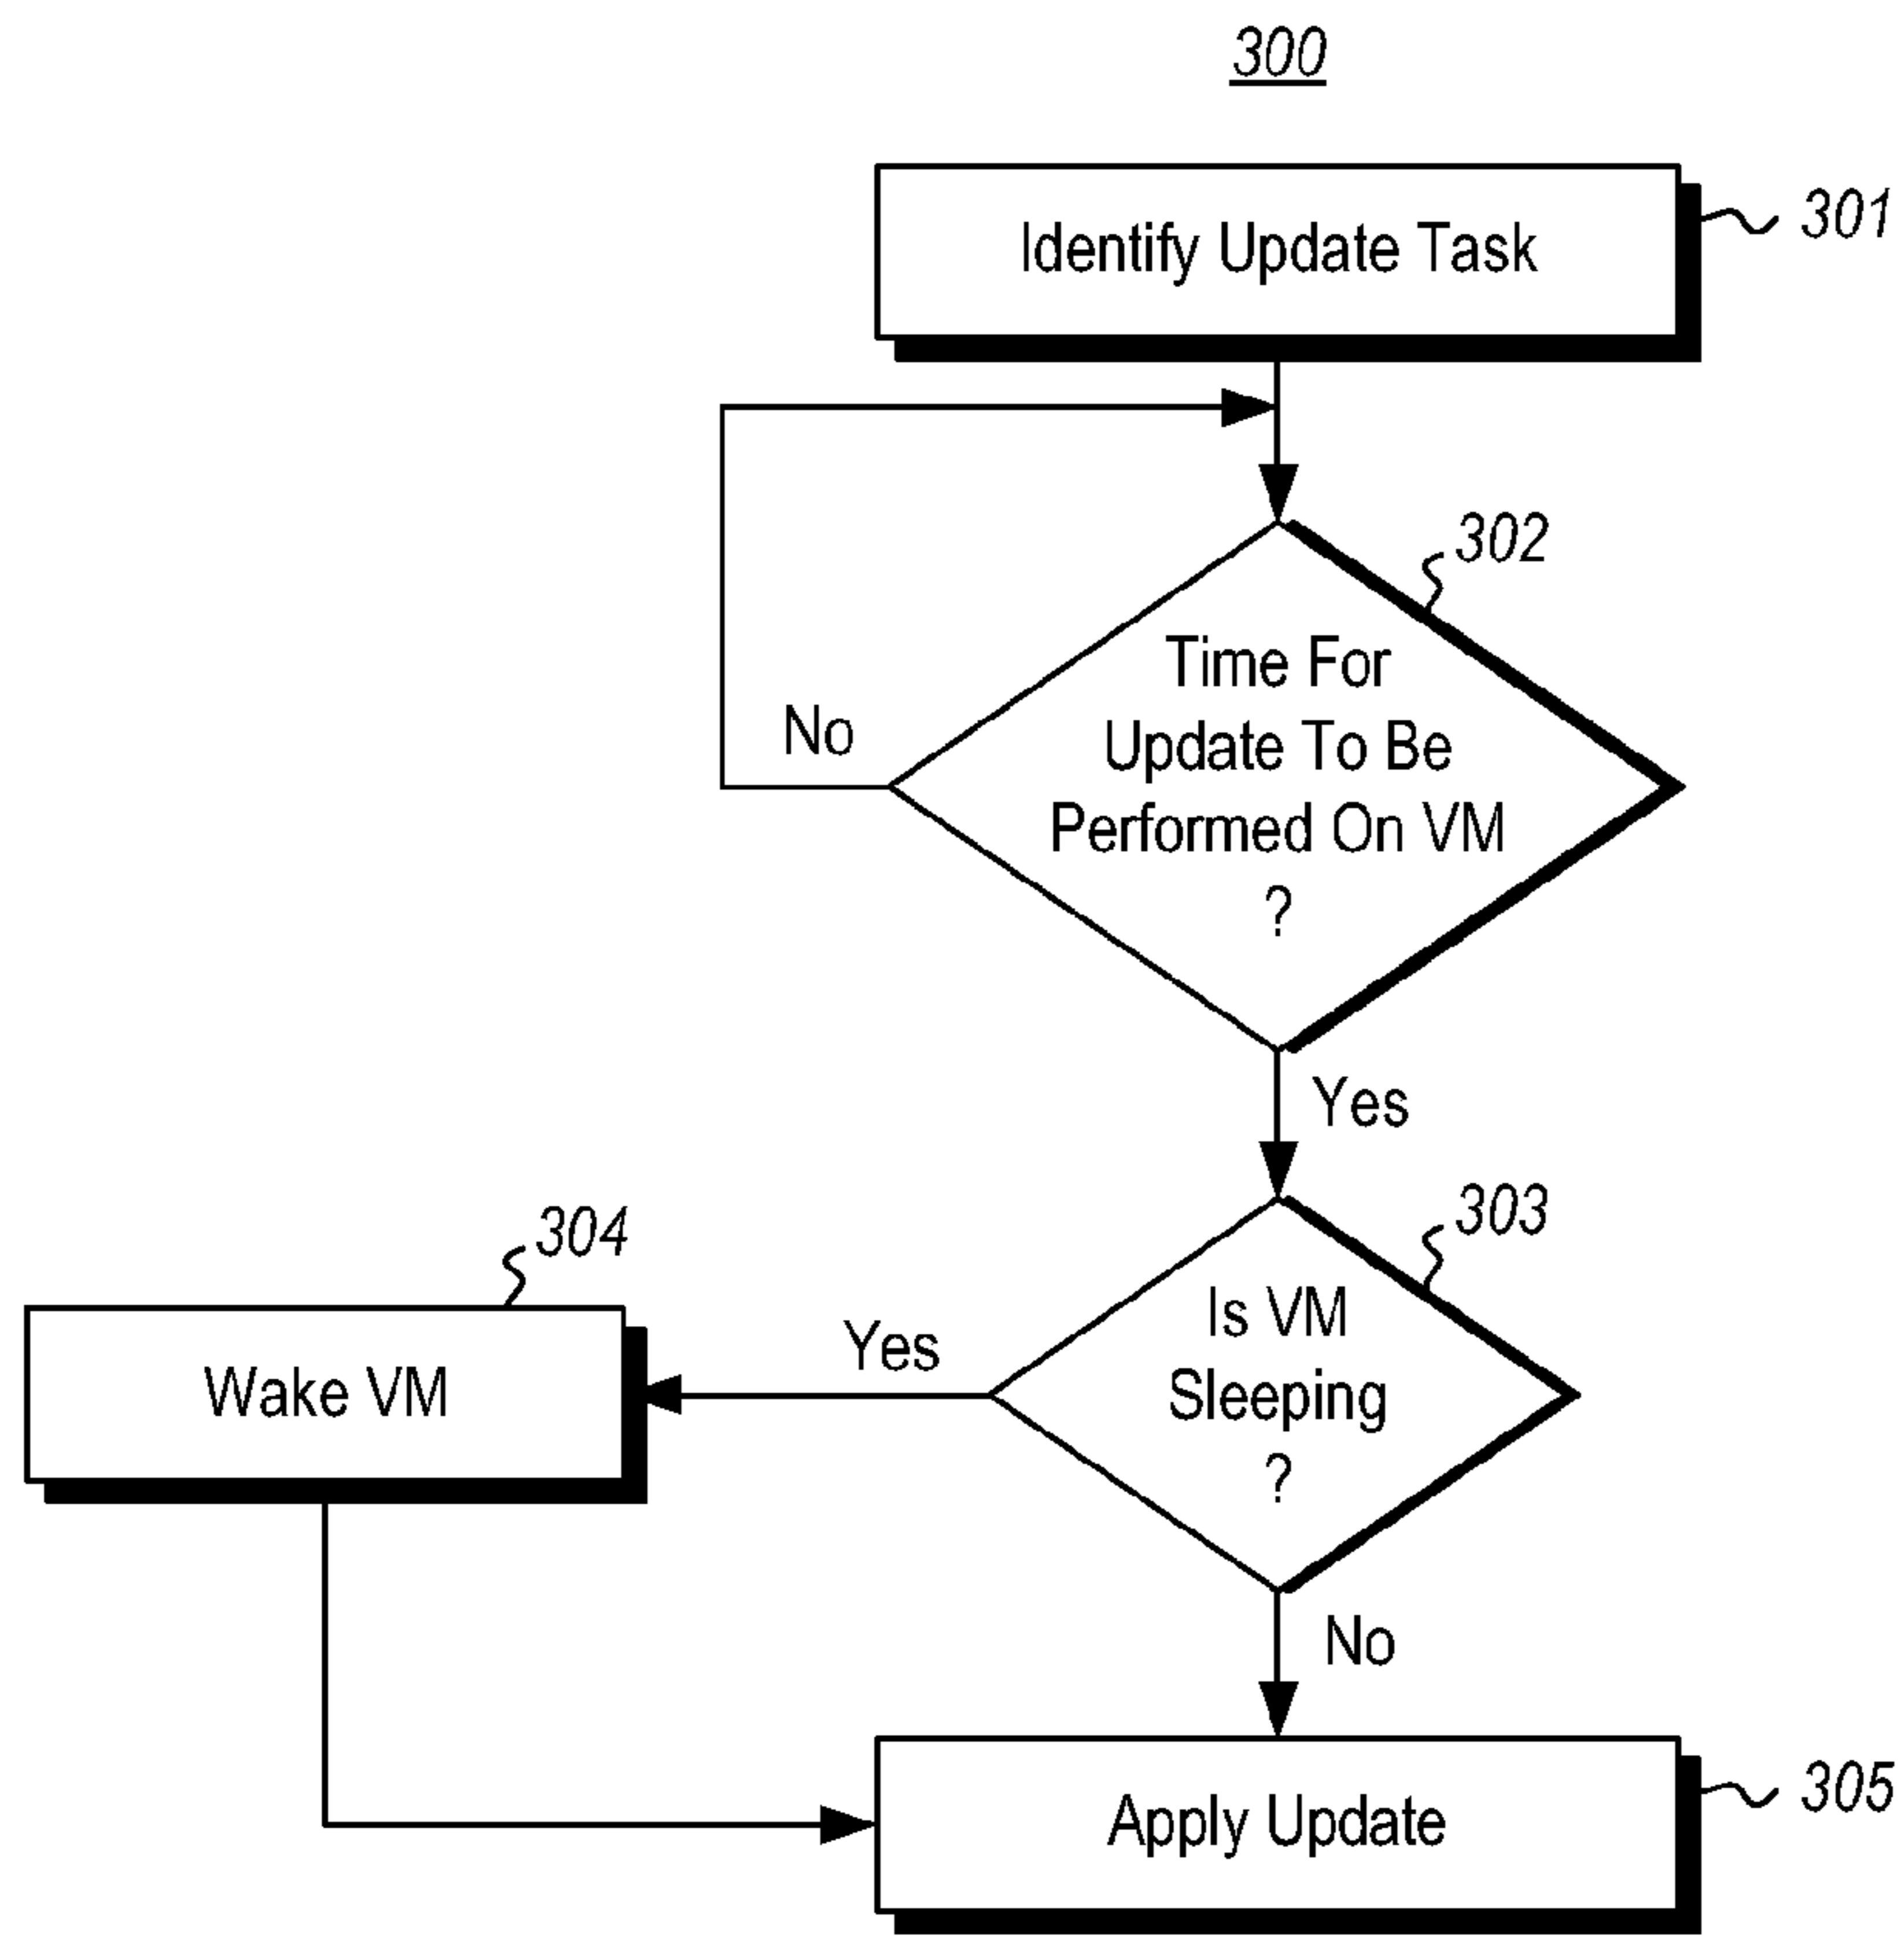 300
Identify Update Task
301
302
Time For
Update To Be
Performed On VM
?
No
Yes
303
304
Is VM
Sleeping
?
Yes
Wake VM
No
Apply Update
305